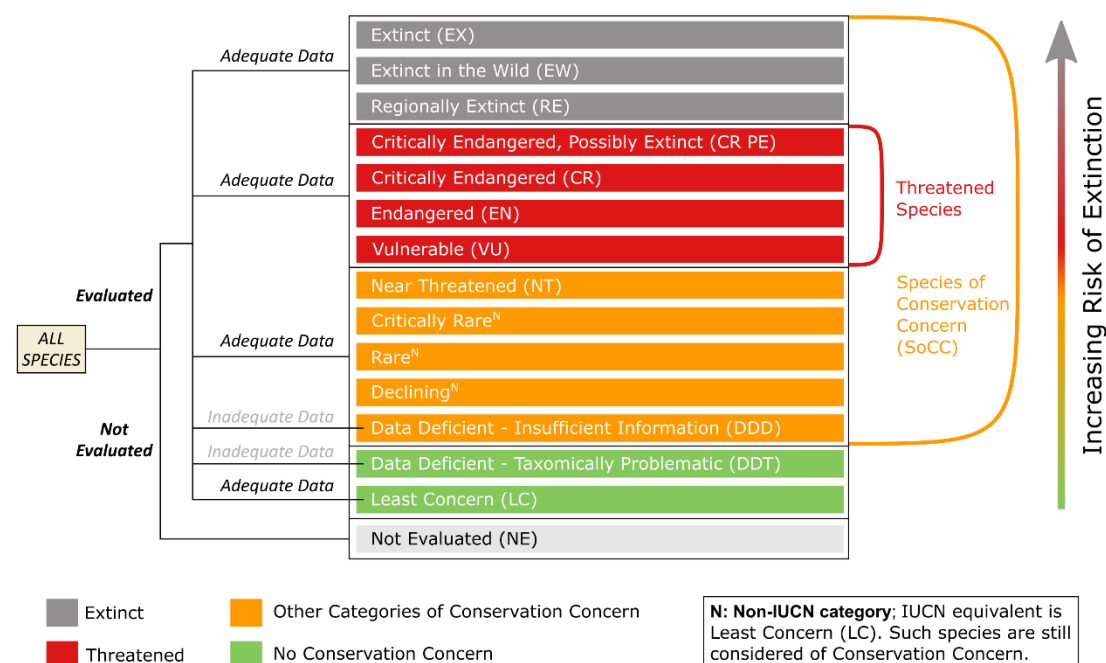 Adequate Data
Extinct (EX)
Extinct in the Wild (EW)
Regionally Extinct (RE)
Adequate Data
Critically Endangered, Possibly Extinct (CR PE)
Critically Endangered (CR)
Endangered (EN)
Vulnerable (VU)
Threatened
Species
Evaluated
ALL
SPECIES
Not
Evaluated
Adequate Data
Near Threatened (NT)
Critically Rareᴺ
Rareᴺ
Decliningᴺ
Inadequate Data
Data Deficient - Insufficient Information (DDD)
Species of
Conservation
Concern
(SoCC)
Inadequate Data
Data Deficient - Taxomically Problematic (DDT)
Adequate Data
Least Concern (LC)
Not Evaluated (NE)
Increasing Risk of Extinction
Extinct
Other Categories of Conservation Concern
Threatened
No Conservation Concern
N: Non-IUCN category; IUCN equivalent is
Least Concern (LC). Such species are still
considered of Conservation Concern.